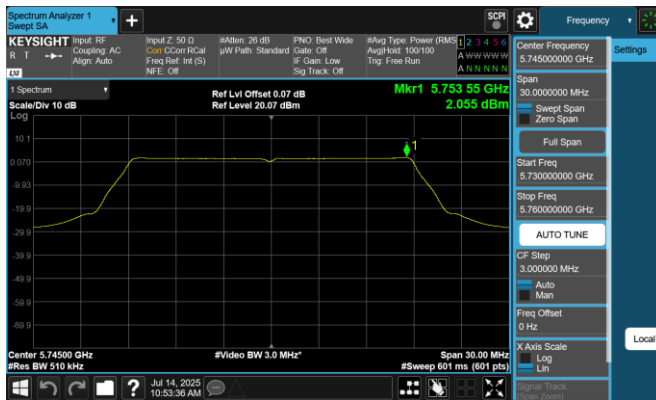 Spectrum Analyzer 1
Swept SA
SCPI
Frequency
KEYSIGHT
R T
LXI
Input: RF
Coupling: AC
Align: Auto
Input Z: 50 Ω
Corr CCorr RCal
Freq Ref: Int (S)
NFE: Off
#Atten: 26 dB
µW Path: Standard
PNO: Best Wide
Gate: Off
IF Gain: Low
Sig Track: Off
#Avg Type: Power (RMS)
Avg|Hold: 100/100
Trig: Free Run
1 2 3 4 5 6
A W W W W W
A N N N N N
1 Spectrum
Scale/Div 10 dB
Log
Ref Lvl Offset 0.07 dB
Ref Level 20.07 dBm
Mkr1 5.753 55 GHz
2.055 dBm
1
10.1
0.070
-9.93
-19.9
-29.9
-39.9
-49.9
-59.9
-69.9
Center 5.74500 GHz
#Res BW 510 kHz
#Video BW 3.0 MHz*
Span 30.00 MHz
#Sweep 601 ms (601 pts)
Jul 14, 2025
10:53:36 AM
Center Frequency
5.745000000 GHz
Span
30.0000000 MHz
Swept Span
Zero Span
Full Span
Start Freq
5.730000000 GHz
Stop Freq
5.760000000 GHz
AUTO TUNE
CF Step
3.000000 MHz
Auto
Man
Freq Offset
0 Hz
X Axis Scale
Log
Lin
Signal Track
(Span Zoom)
Settings
Local